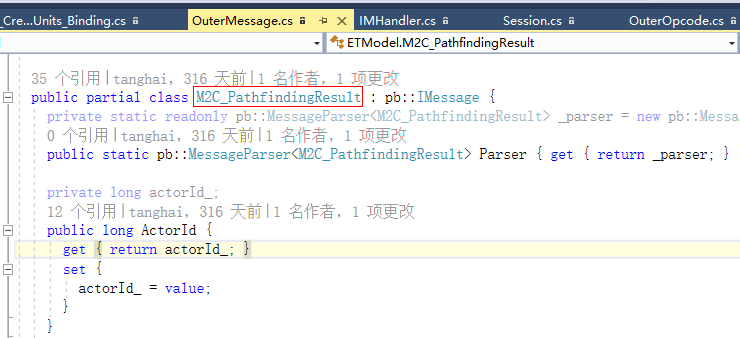 _Cre...Units_Binding.cs
OuterMessage.cs
IMHandler.cs
Session.cs
OuterOpcode.cs
ETModel.M2C_PathfindingResult
35 个引用|tanghai, 316 天前|1 名作者, 1 项更改
public partial class M2C_PathfindingResult : pb::IMessage {
private static readonly pb::MessageParser<M2C_PathfindingResult> _parser = new pb::Messa
0 个引用|tanghai, 316 天前|1 名作者, 1 项更改
public static pb::MessageParser<M2C_PathfindingResult> Parser { get { return _parser; } }
private long actorId_;
12 个引用|tanghai, 316 天前|1 名作者, 1 项更改
public long ActorId {
get { return actorId_; }
set {
actorId_ = value;
}
}